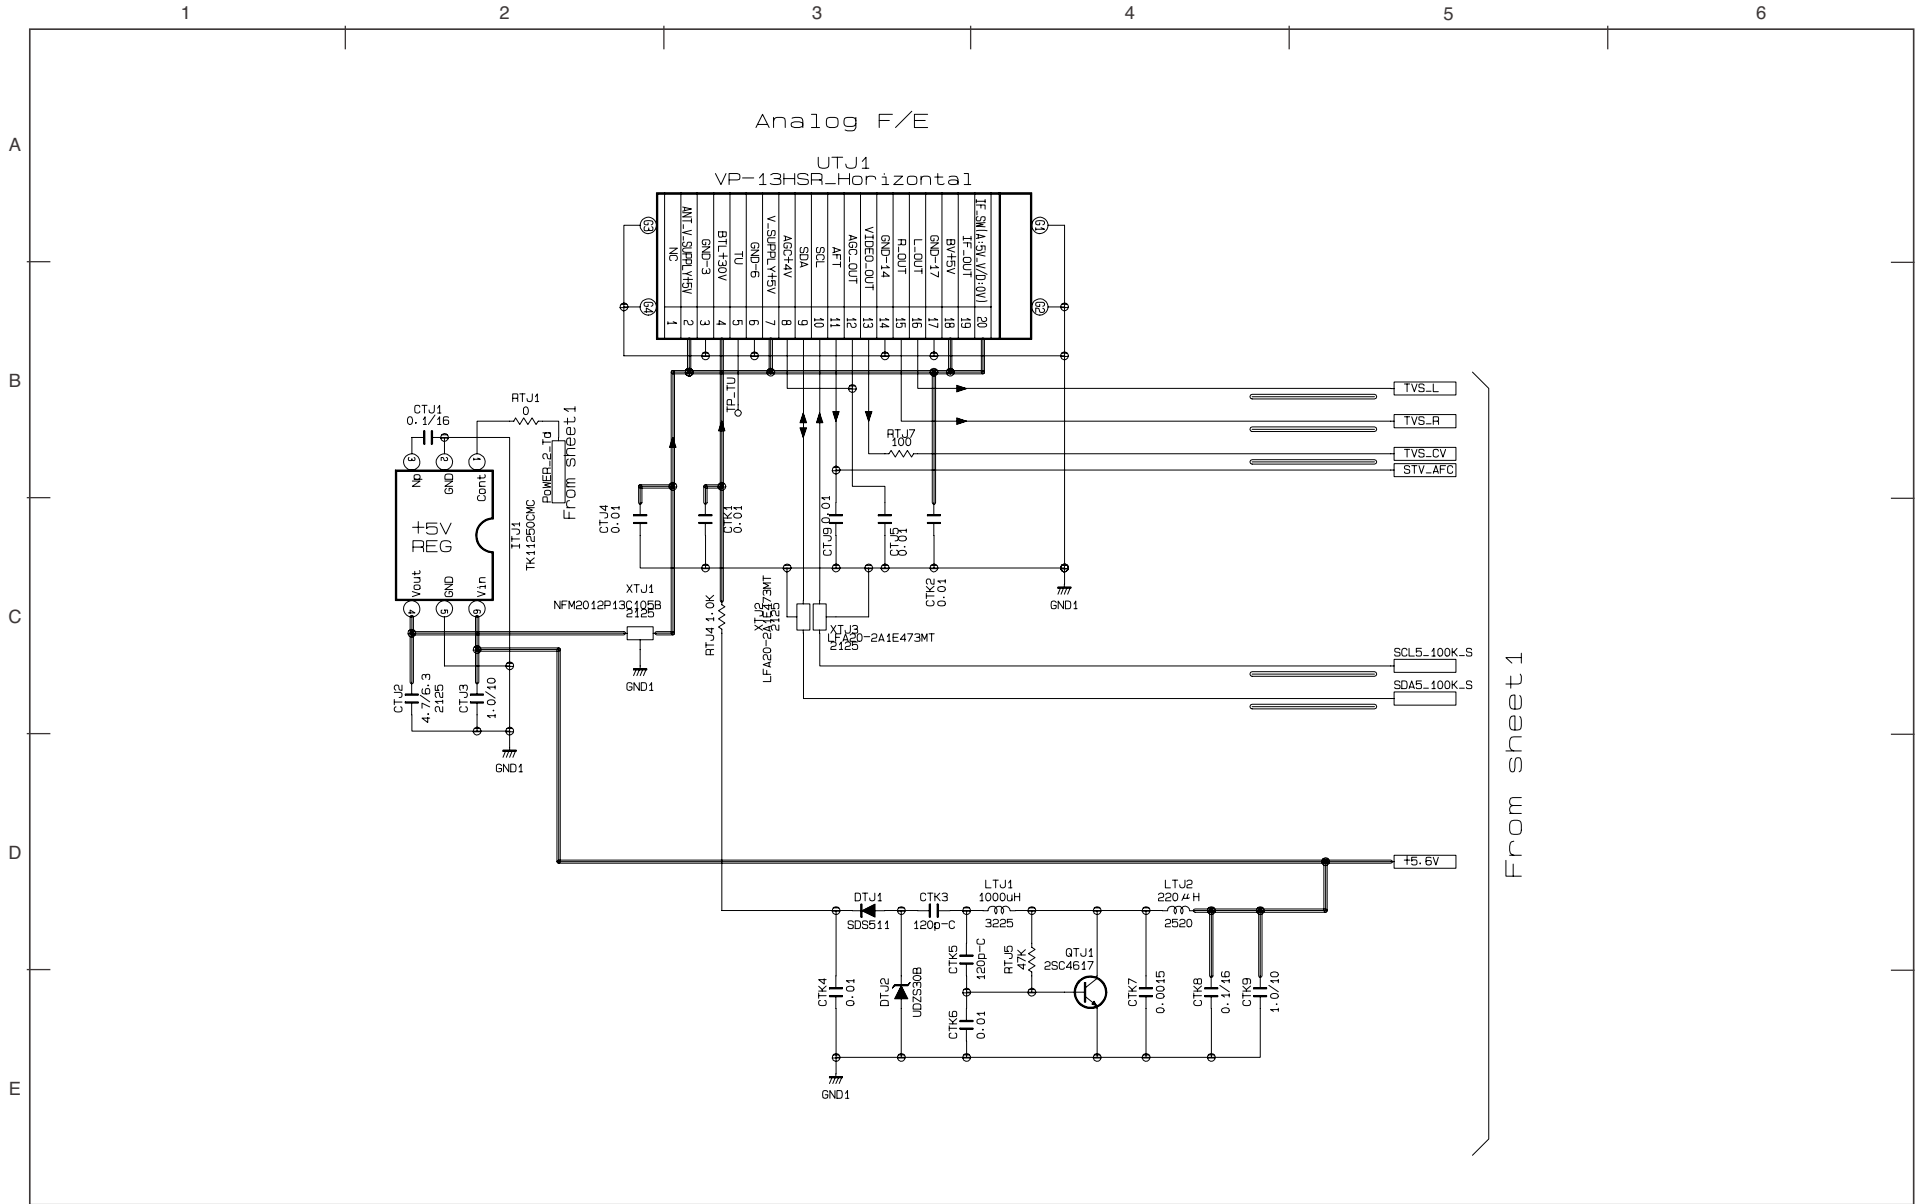 1 2 3 4 5 6
A
B
C
D
E
Analog F/E
UTJ1
VP-13HSR_Horizontal
G3
G4
G1
G2
NC
ANT_V_SUPPLY+5V
GND-3
BTL+30V
TU
GND-6
V_SUPPLY+5V
AGC+4V
SDA
SCL
AFT
AGC_OUT
VIDEO_OUT
GND-14
R_OUT
L_OUT
GND-17
BV+5V
IF_OUT
IF_SW(A:5V_V/D:0V)
1 2 3 4 5 6 7 8 9 10 11 12 13 14 15 16 17 18 19 20
TP_TU
TVS_L
TVS_R
TVS_CV
STV_AFC
RTJ7
100
CTJ1
0.1/16
RTJ1
0
POWER_2_Td
From sheet1
3 2 1
Np
GND
Cont
+5V
REG
ITJ1
TK11250CMC
Vout
GND
Vin
4 5 6
CTJ2
4.7/6.3
2125
CTJ3
1.0/10
GND1
XTJ1
NFM2012P13C105B
2125
GND1
CTJ4
0.01
CTK1
0.01
RTJ4 1.0K
CTJ9 0.01
CTJ5
0.01
CTK2
0.01
GND1
XTJ2
LFA20-2A1E473MT
2125
XTJ3
LFA20-2A1E473MT
2125
SCL5_100K_S
SDA5_100K_S
+5.6V
From sheet1
DTJ1
SDS511
CTK3
120p-C
LTJ1
1000uH
3225
LTJ2
220μH
2520
CTK4
0.01
DTJ2
UDZS30B
CTK5
120p-C
CTK6
0.01
RTJ5
47K
QTJ1
2SC4617
CTK7
0.0015
CTK8
0.1/16
CTK9
1.0/10
GND1